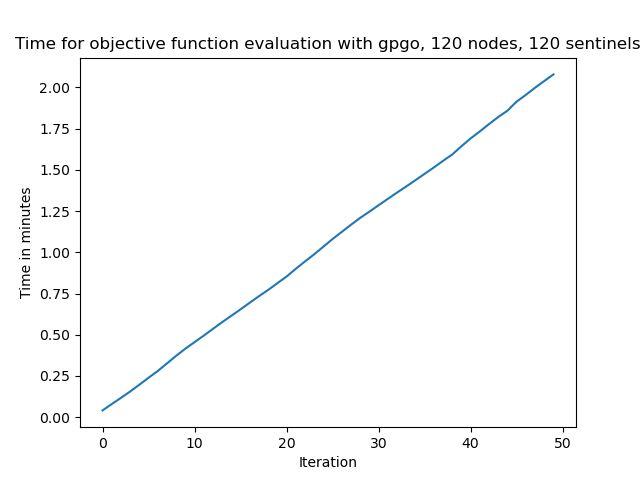 Time for objective function evaluation with gpgo, 120 nodes, 120 sentinels
2.00
1.75
1.50
1.25
1.00
0.75
0.50
0.25
0.00
Time in minutes
0 10 20 30 40 50
Iteration